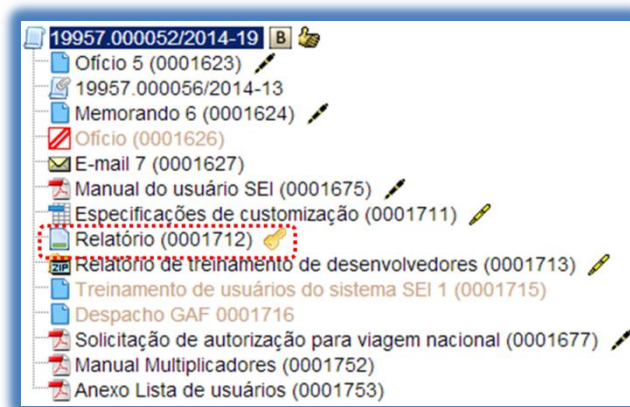 19957.000052/2014-19 B
Ofício 5 (0001623)
19957.000056/2014-13
Memorando 6 (0001624)
Ofício (0001626)
E-mail 7 (0001627)
Manual do usuário SEI (0001675)
Especificações de customização (0001711)
Relatório (0001712)
ZIP Relatório de treinamento de desenvolvedores (0001713)
Treinamento de usuários do sistema SEI 1 (0001715)
Despacho GAF 0001716
Solicitação de autorização para viagem nacional (0001677)
Manual Multiplicadores (0001752)
Anexo Lista de usuários (0001753)